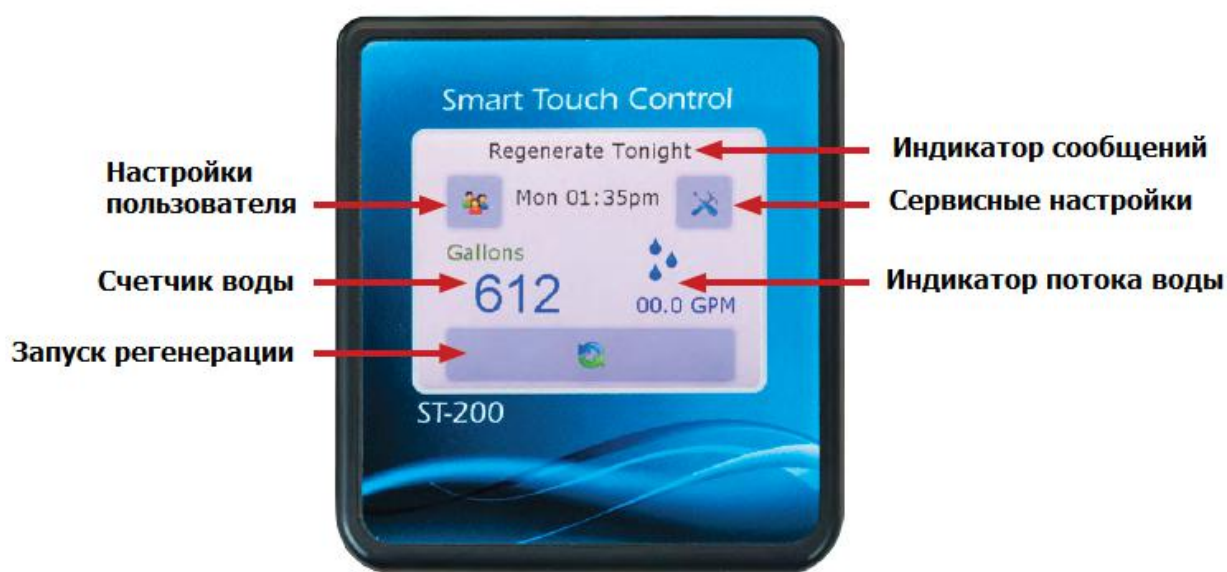 Smart Touch Control
Regenerate Tonight
Индикатор сообщений
Настройки
пользователя
Mon 01:35pm
Сервисные настройки
Gallons
Счетчик воды
612
00.0 GPM
Индикатор потока воды
Запуск регенерации
ST-200